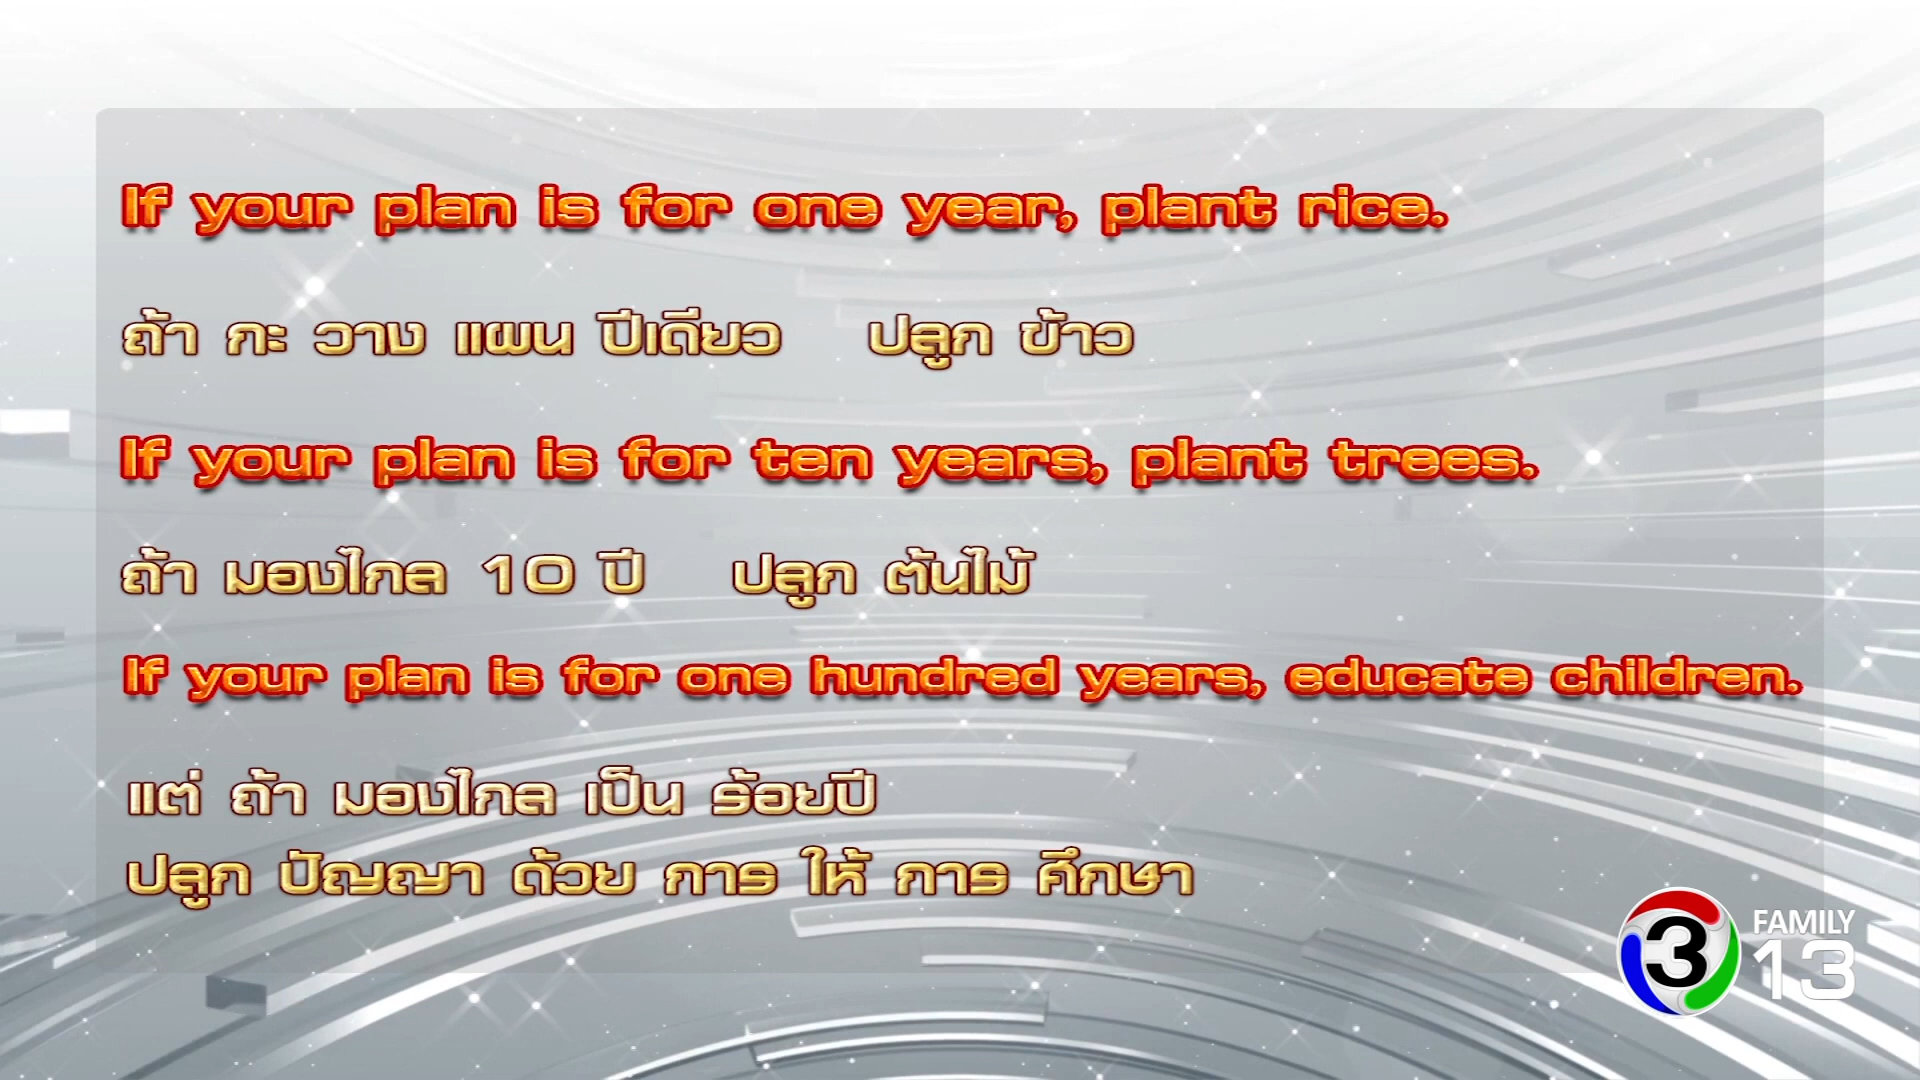 If your plan is for one year, plant rice.
ถ้า กะ วาง แผน ปีเดียว ปลูก ข้าว
If your plan is for ten years, plant trees.
ถ้า มองไกล 10 ปี ปลูก ต้นไม้
If your plan is for one hundred years, educate children.
แต่ ถ้า มองไกล เป็น ร้อยปี
ปลูก ปัญญา ด้วย การ ให้ การ ศึกษา
3 FAMILY
13